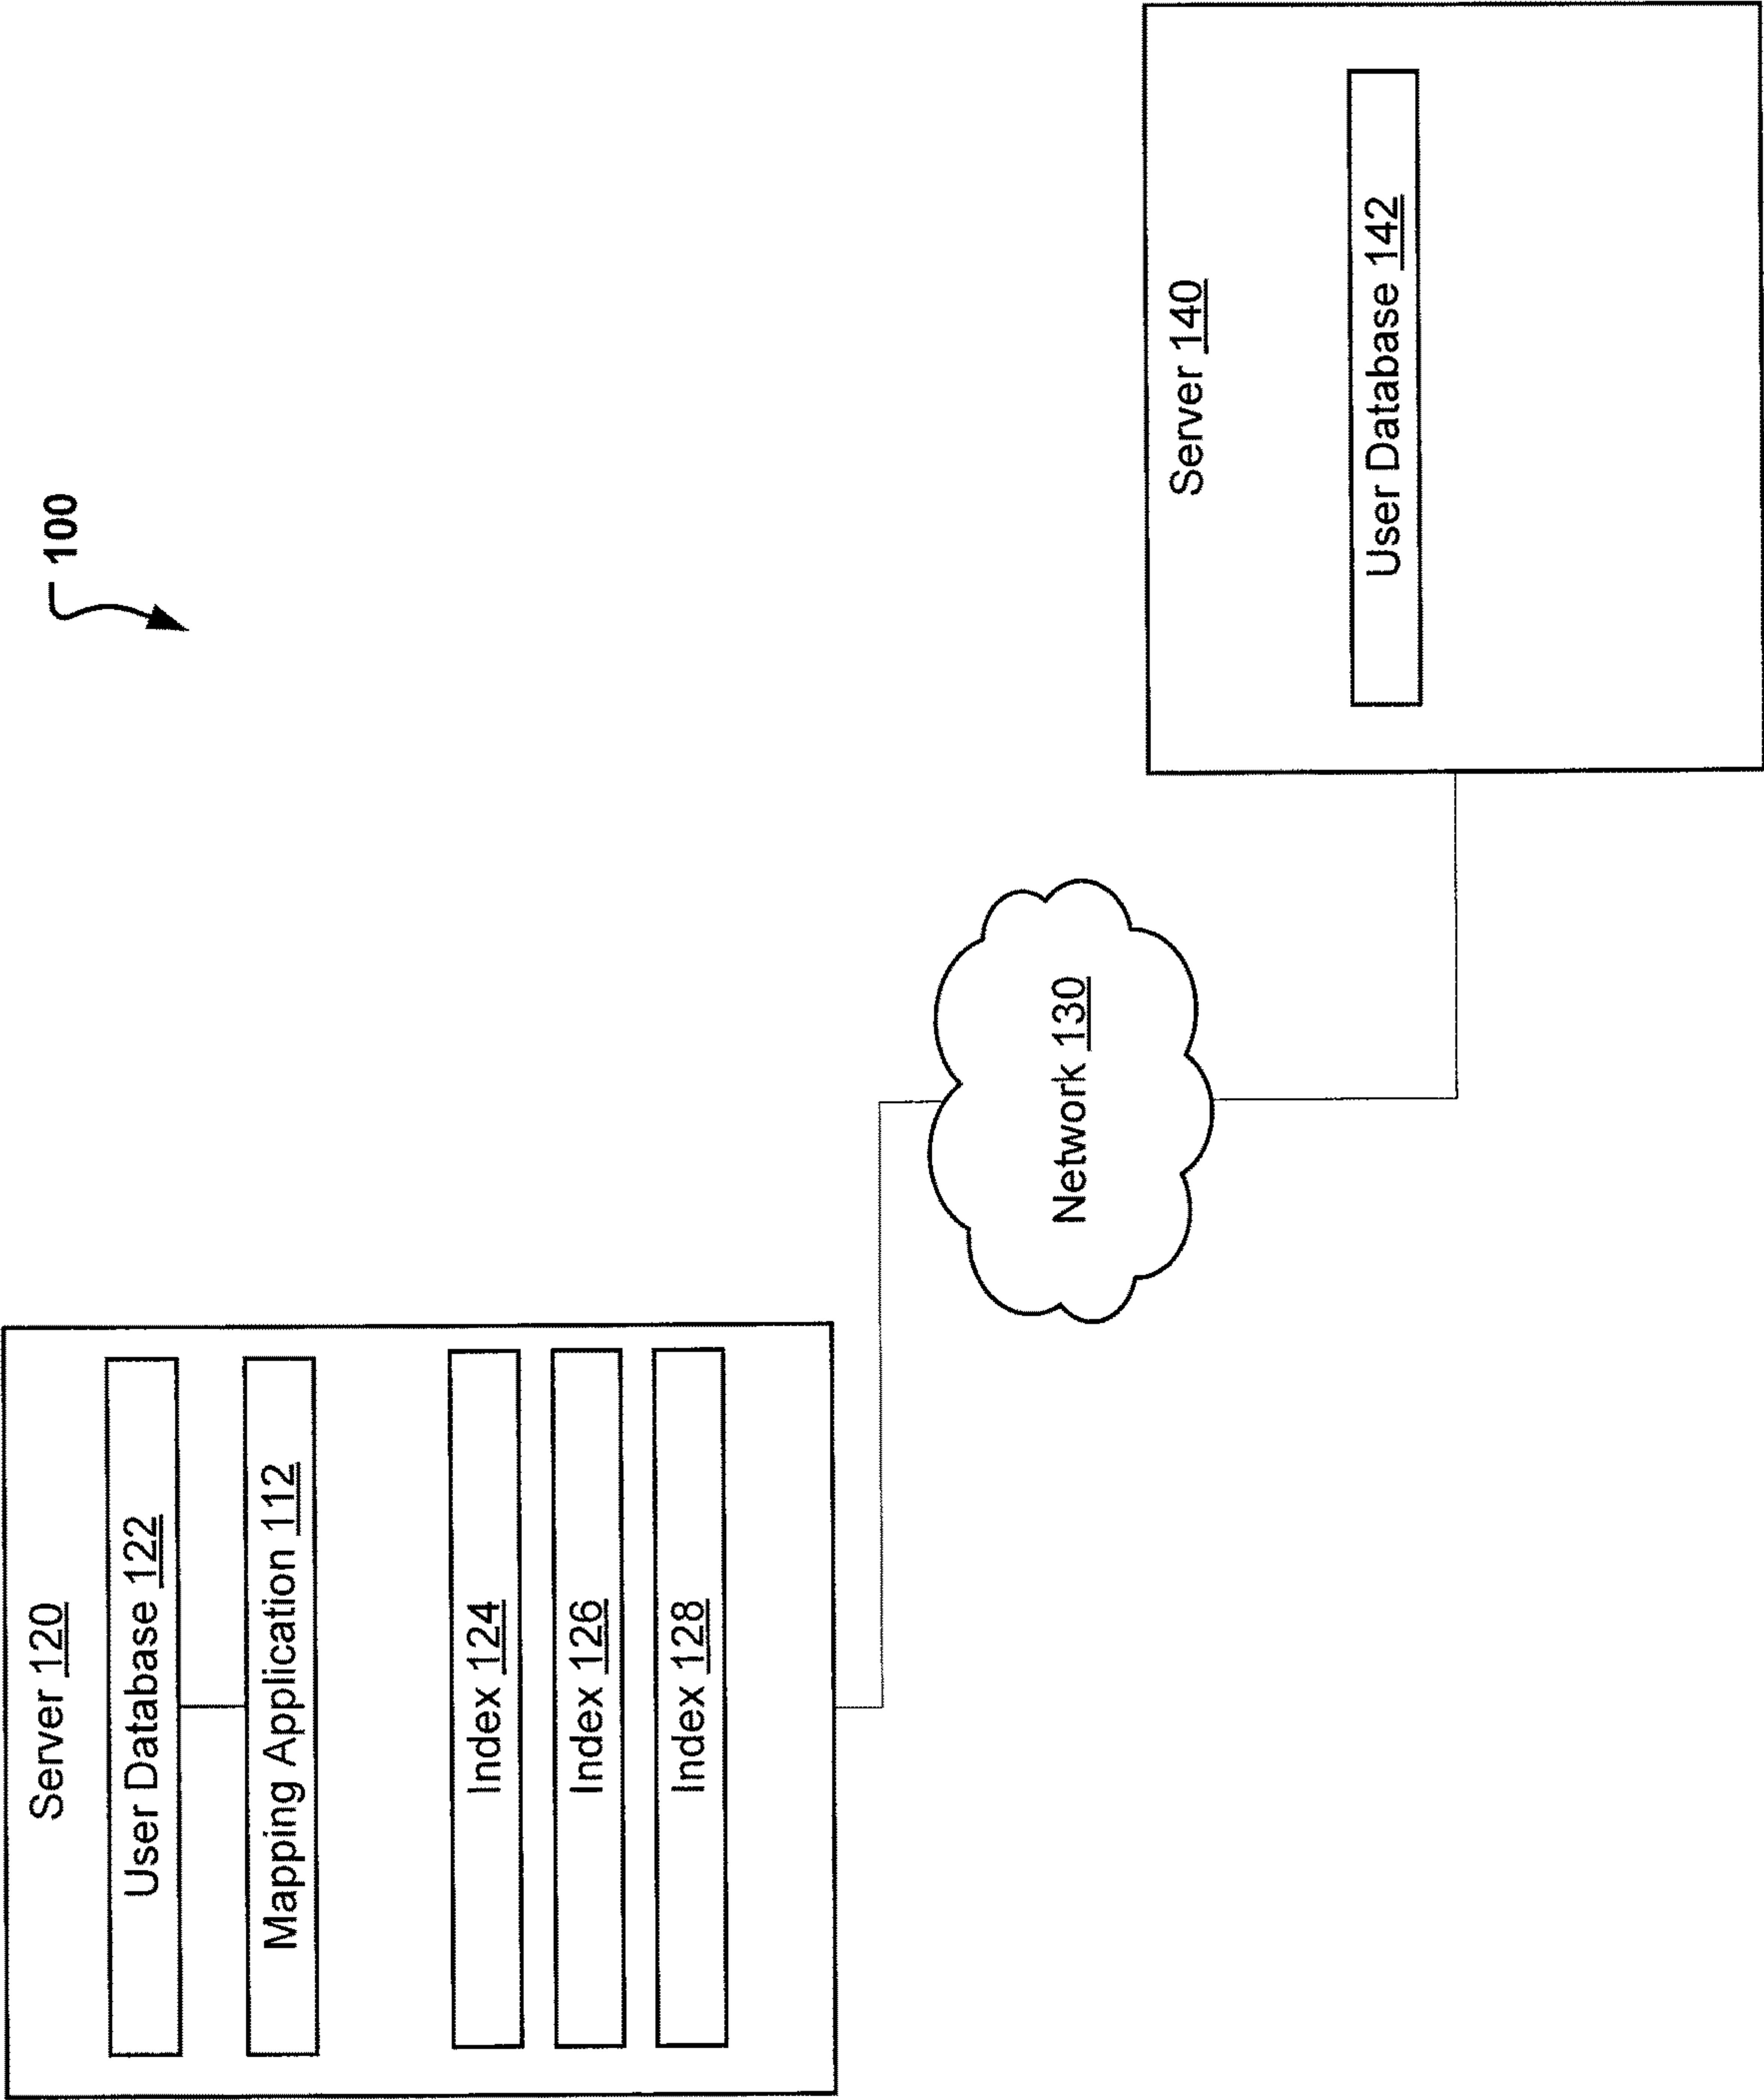 100
Server 120
User Database 122
Mapping Application 112
Index 124
Index 126
Index 128
Network 130
Server 140
User Database 142